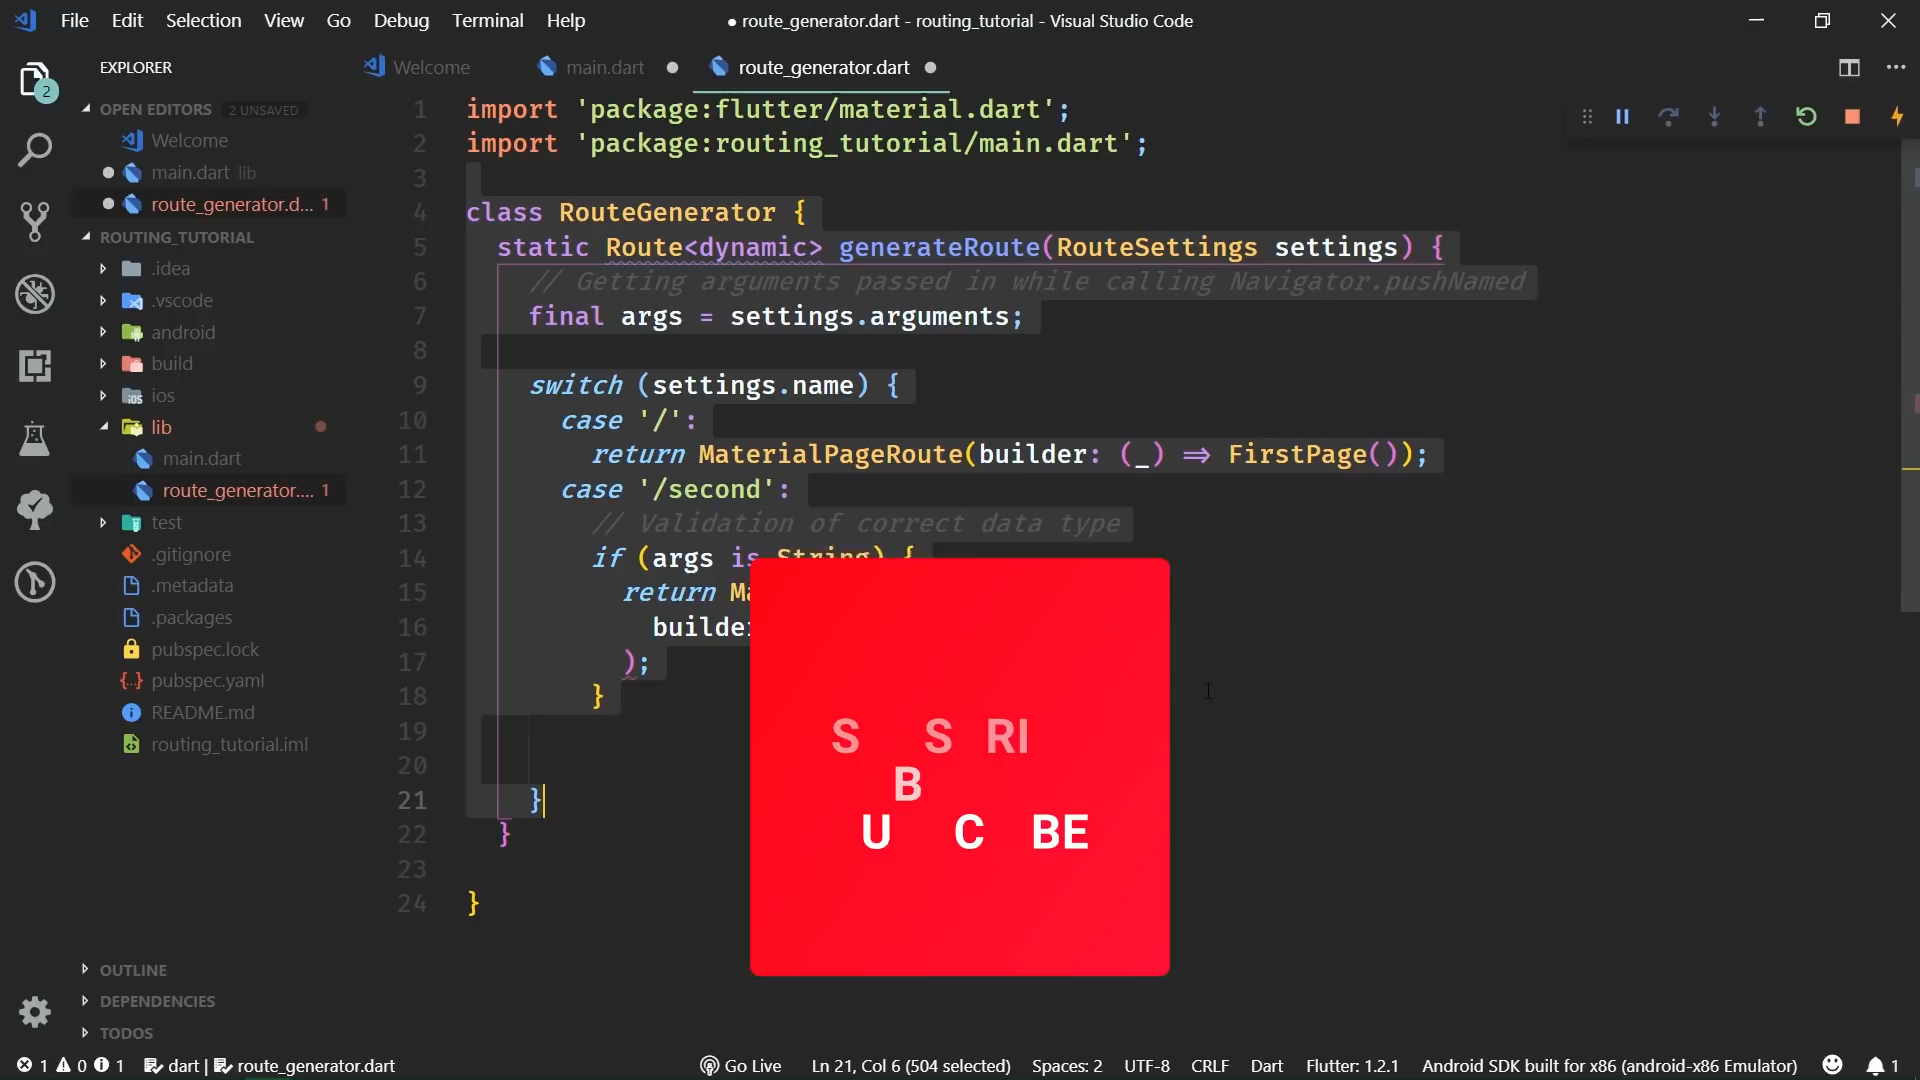 File Edit Selection View Go Debug Terminal Help
● route_generator.dart - routing_tutorial - Visual Studio Code
EXPLORER
Welcome
main.dart
route_generator.dart
2
OPEN EDITORS 2 UNSAVED
Welcome
main.dart lib
route_generator.d... 1
ROUTING_TUTORIAL
.idea
.vscode
android
build
ios
lib
main.dart
route_generator.... 1
test
.gitignore
.metadata
.packages
pubspec.lock
pubspec.yaml
README.md
routing_tutorial.iml
OUTLINE
DEPENDENCIES
TODOS
1 import 'package:flutter/material.dart';
2 import 'package:routing_tutorial/main.dart';
3
4 class RouteGenerator {
5 static Route<dynamic> generateRoute(RouteSettings settings) {
6 // Getting arguments passed in while calling Navigator.pushNamed
7 final args = settings.arguments;
8
9 switch (settings.name) {
10 case '/':
11 return MaterialPageRoute(builder: (_) => FirstPage());
12 case '/second':
13 // Validation of correct data type
14 if (args is String) {
15 return Ma
16 builder
17 );
18 }
19
20
21 }
22 }
23
24 }
S S RI
B
U C BE
1 0 1 dart | route_generator.dart
Go Live Ln 21, Col 6 (504 selected) Spaces: 2 UTF-8 CRLF Dart Flutter: 1.2.1 Android SDK built for x86 (android-x86 Emulator) 1